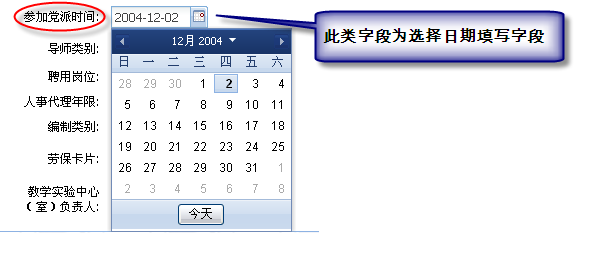 参加党派时间: 2004-12-02
此类字段为选择日期填写字段
12月 2004
导师类别:
日 一 二 三 四 五 六
聘用岗位:
28 29 30 1 2 3 4
人事代理年限:
5 6 7 8 9 10 11
编制类别:
12 13 14 15 16 17 18
19 20 21 22 23 24 25
劳保卡片:
26 27 28 29 30 31 1
教学实验中心
2 3 4 5 6 7 8
（室）负责人:
今天